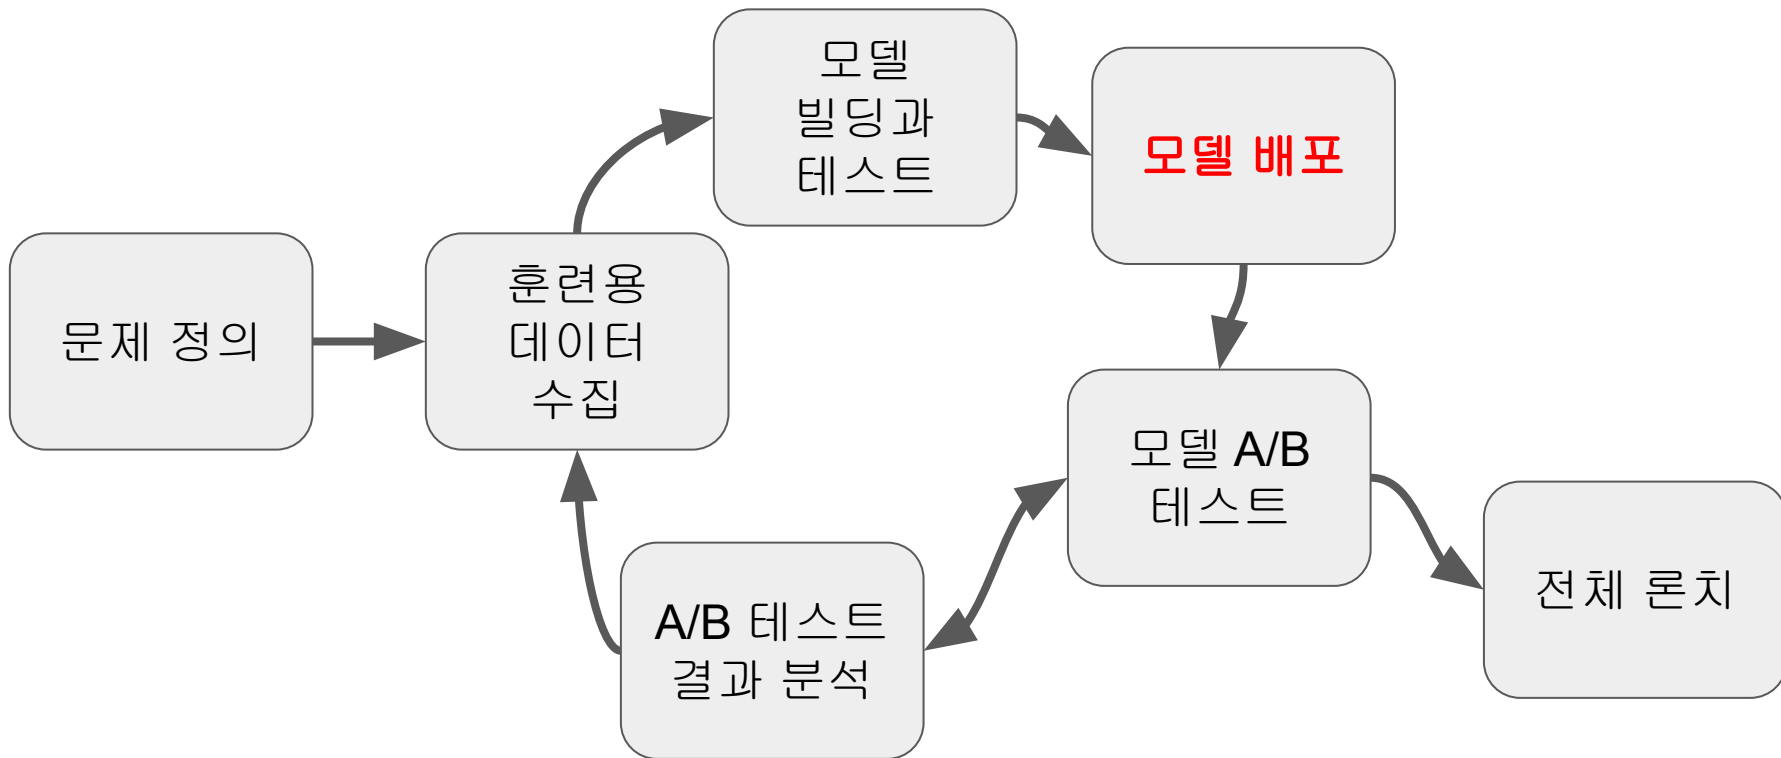 문제 정의
훈련용
데이터
수집
모델
빌딩과
테스트
모델 배포
모델 A/B
테스트
A/B 테스트
결과 분석
전체 론치